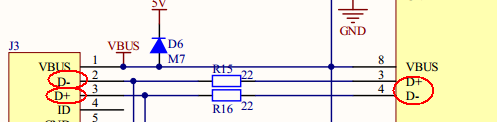 5V
GND
J3
VBUS
D6
M7
VBUS 1
D- 2
D+ 3
ID 4
5
R15
22
R16
22
8 VBUS
3 D+
4 D-